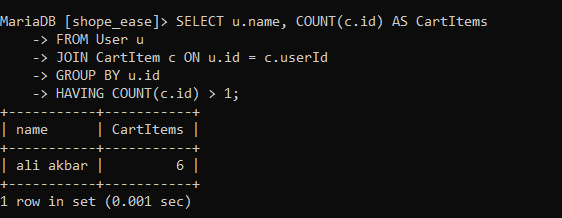 MariaDB [shope_ease]> SELECT u.name, COUNT(c.id) AS CartItems
    -> FROM User u
    -> JOIN CartItem c ON u.id = c.userId
    -> GROUP BY u.id
    -> HAVING COUNT(c.id) > 1;
+-----------+-----------+
| name      | CartItems |
+-----------+-----------+
| ali akbar |         6 |
+-----------+-----------+
1 row in set (0.001 sec)